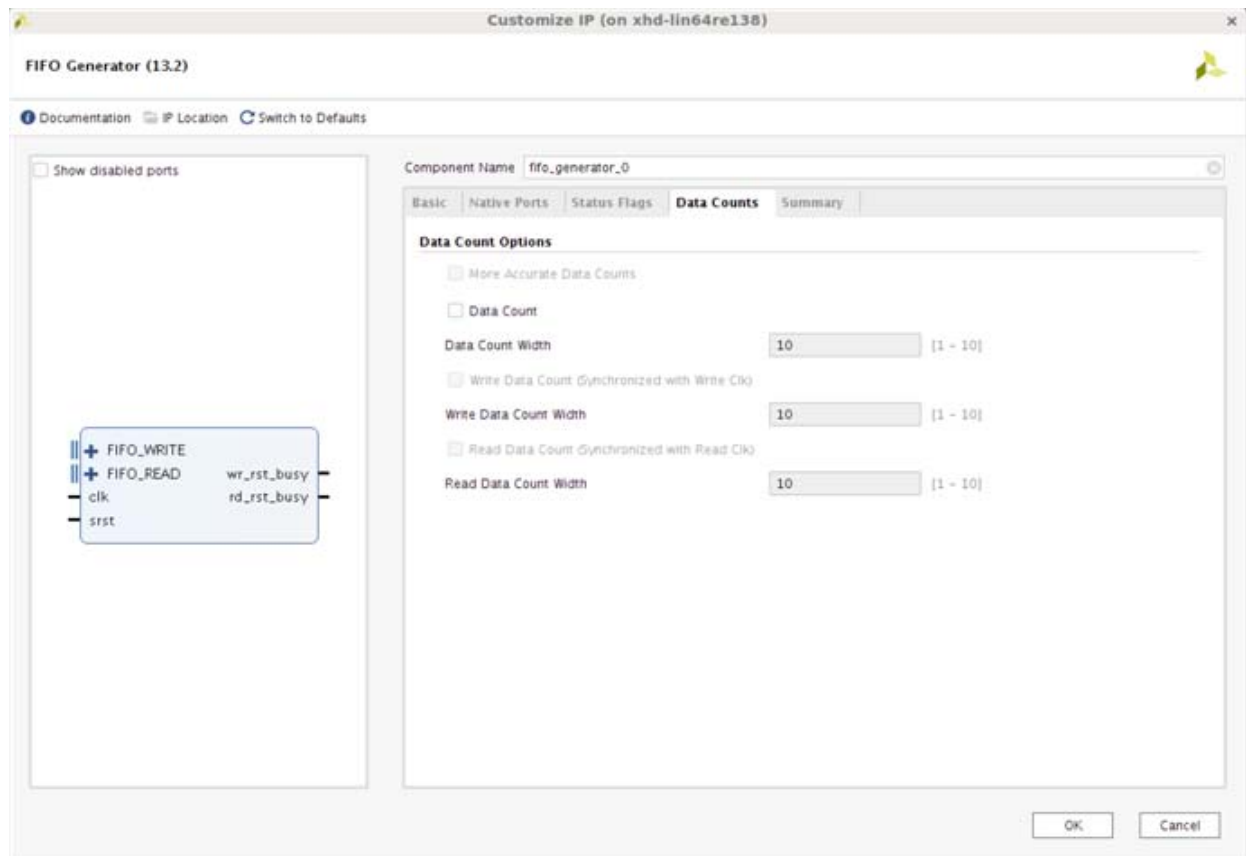 Customize IP (on xhd-lin64re138)
FIFO Generator (13.2)
Documentation IP Location Switch to Defaults
Show disabled ports
FIFO_WRITE
FIFO_READ wr_rst_busy
clk rd_rst_busy
srst
Component Name fifo_generator_0
Basic Native Ports Status Flags Data Counts Summary
Data Count Options
More Accurate Data Counts
Data Count
Data Count Width 10 [1 - 10]
Write Data Count (Synchronized with Write Clk)
Write Data Count Width 10 [1 - 10]
Read Data Count (Synchronized with Read Clk)
Read Data Count Width 10 [1 - 10]
OK Cancel